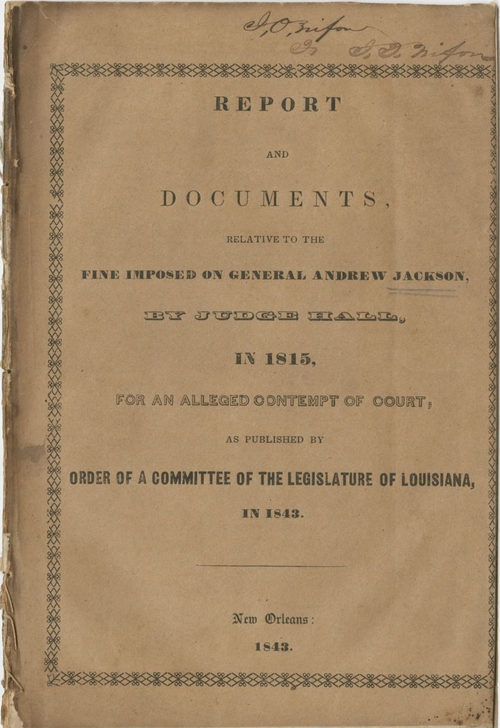 J. O. Nixon
J. O. Nixon
REPORT
AND
DOCUMENTS,
RELATIVE TO THE
FINE IMPOSED ON GENERAL ANDREW JACKSON,
BY JUDGE HALL,
IN 1815,
FOR AN ALLEGED CONTEMPT OF COURT,
AS PUBLISHED BY
ORDER OF A COMMITTEE OF THE LEGISLATURE OF LOUISIANA,
IN 1843.
New Orleans:
1843.